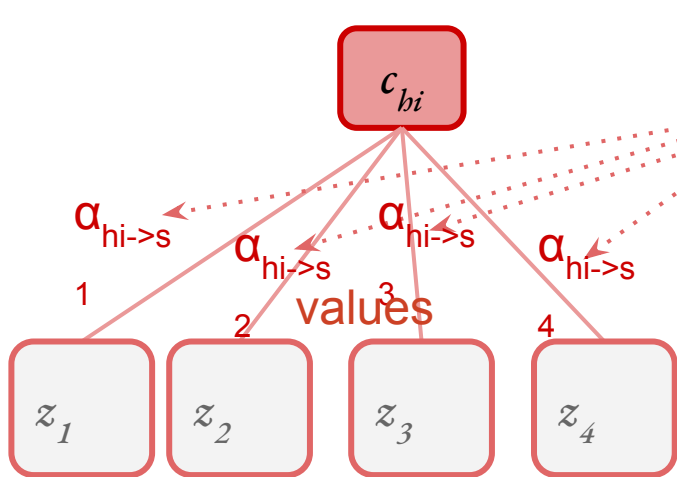 c_hi
α_hi->s
α_hi->s
α_hi->s
α_hi->s
1
2
3
4
values
z_1
z_2
z_3
z_4